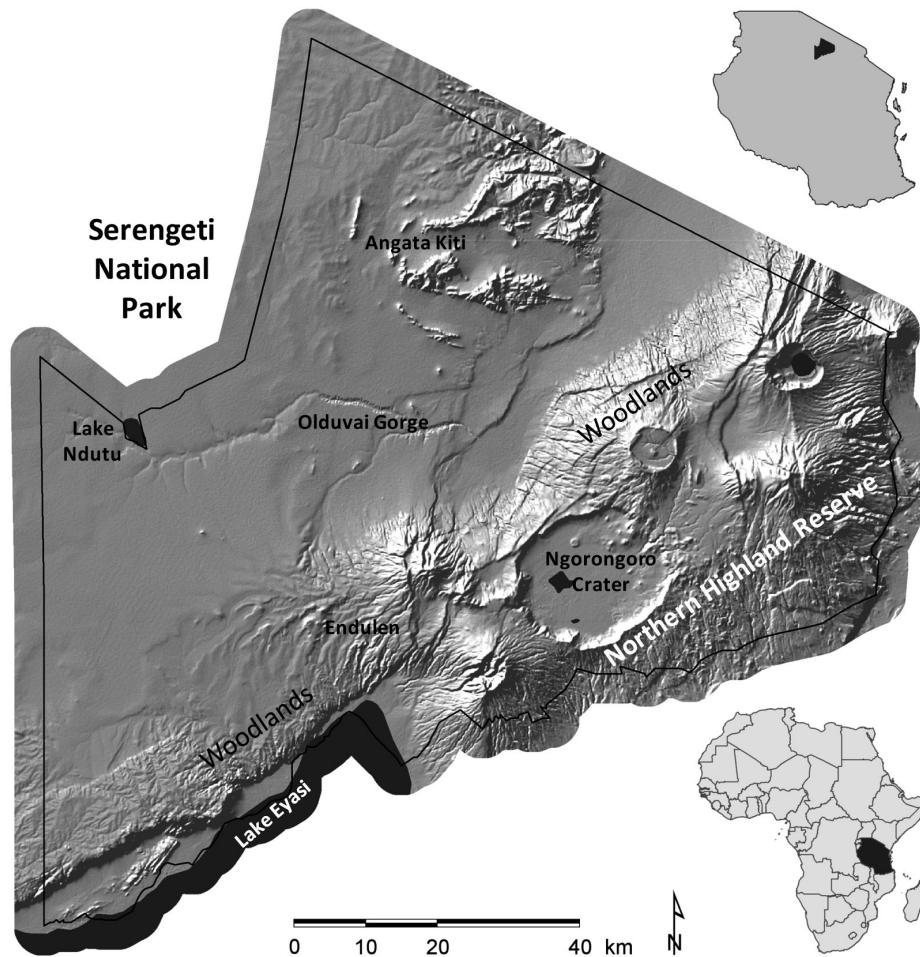 Serengeti
National
Park
Angata Kiti
Woodlands
Olduvai Gorge
Lake
Ndutu
Ngorongoro
Crater
Northern Highland Reserve
Endulen
Woodlands
Lake Eyasi
0 10 20 40 km
N